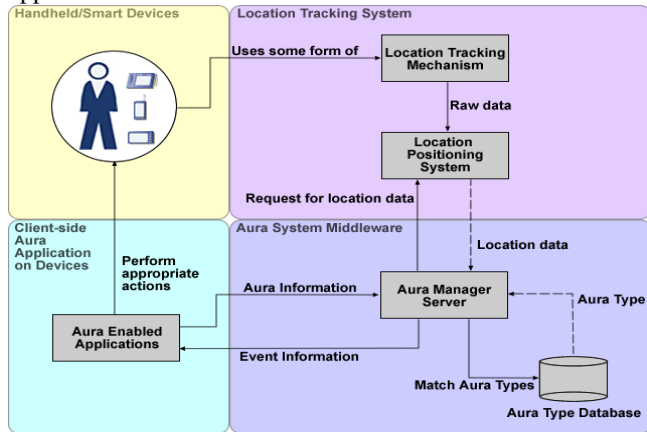 Handheld/Smart Devices
Location Tracking System
Uses some form of
Location Tracking
Mechanism
Raw data
Location
Positioning
System
Request for location data
Client-side
Aura
Application
on Devices
Aura System Middleware
Perform
appropriate
actions
Location data
Aura Information
Aura Manager
Server
Aura Type
Aura Enabled
Applications
Event Information
Match Aura Types
Aura Type Database